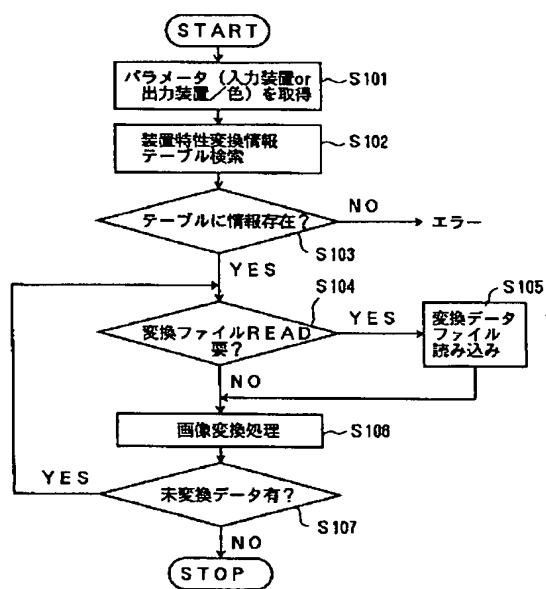 START
パラメータ(入力装置or
出力装置/色)を取得
S101
装置特性変換情報
テーブル検索
S102
テーブルに情報存在?
NO
エラー
S103
YES
S104
S105
変換ファイルREAD
要?
YES
変換データ
ファイル
読み込み
NO
画像変換処理
S106
YES
未変換データ有?
S107
NO
STOP